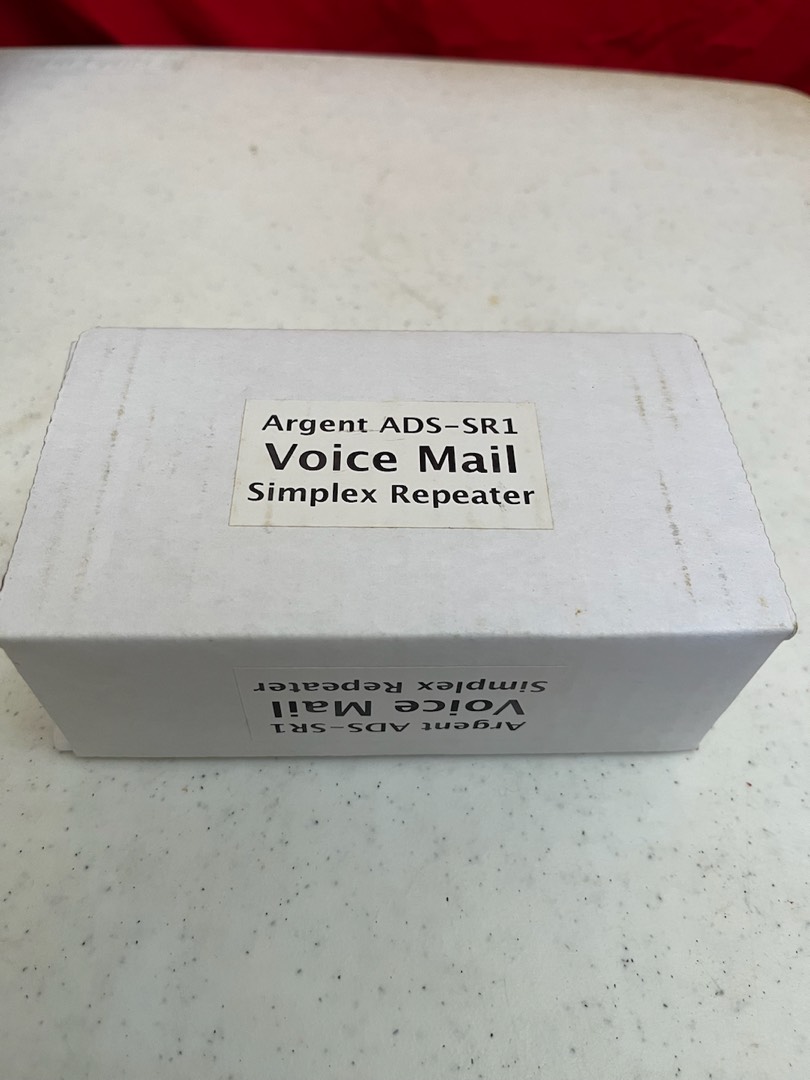 Argent ADS-SR1
Voice Mail
Simplex Repeater
Argent ADS-SR1
Voice Mail
Simplex Repeater